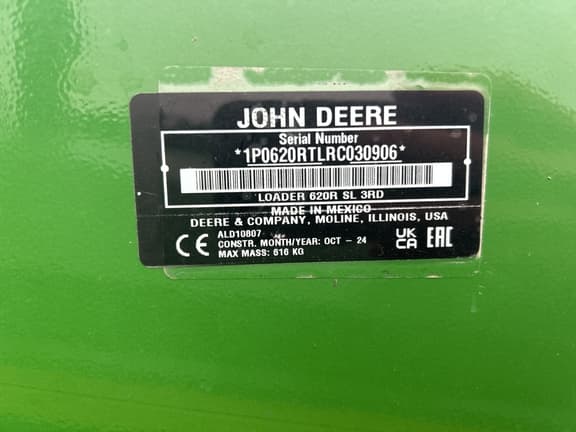 JOHN DEERE
Serial Number
*1P0620RTLRC030906*
LOADER 620R SL 3RD
MADE IN MEXICO
DEERE & COMPANY, MOLINE, ILLINOIS, USA
ALD10807
CONSTR. MONTH/YEAR: OCT - 24
MAX MASS: 616 KG
CE
UK
CA
EAC